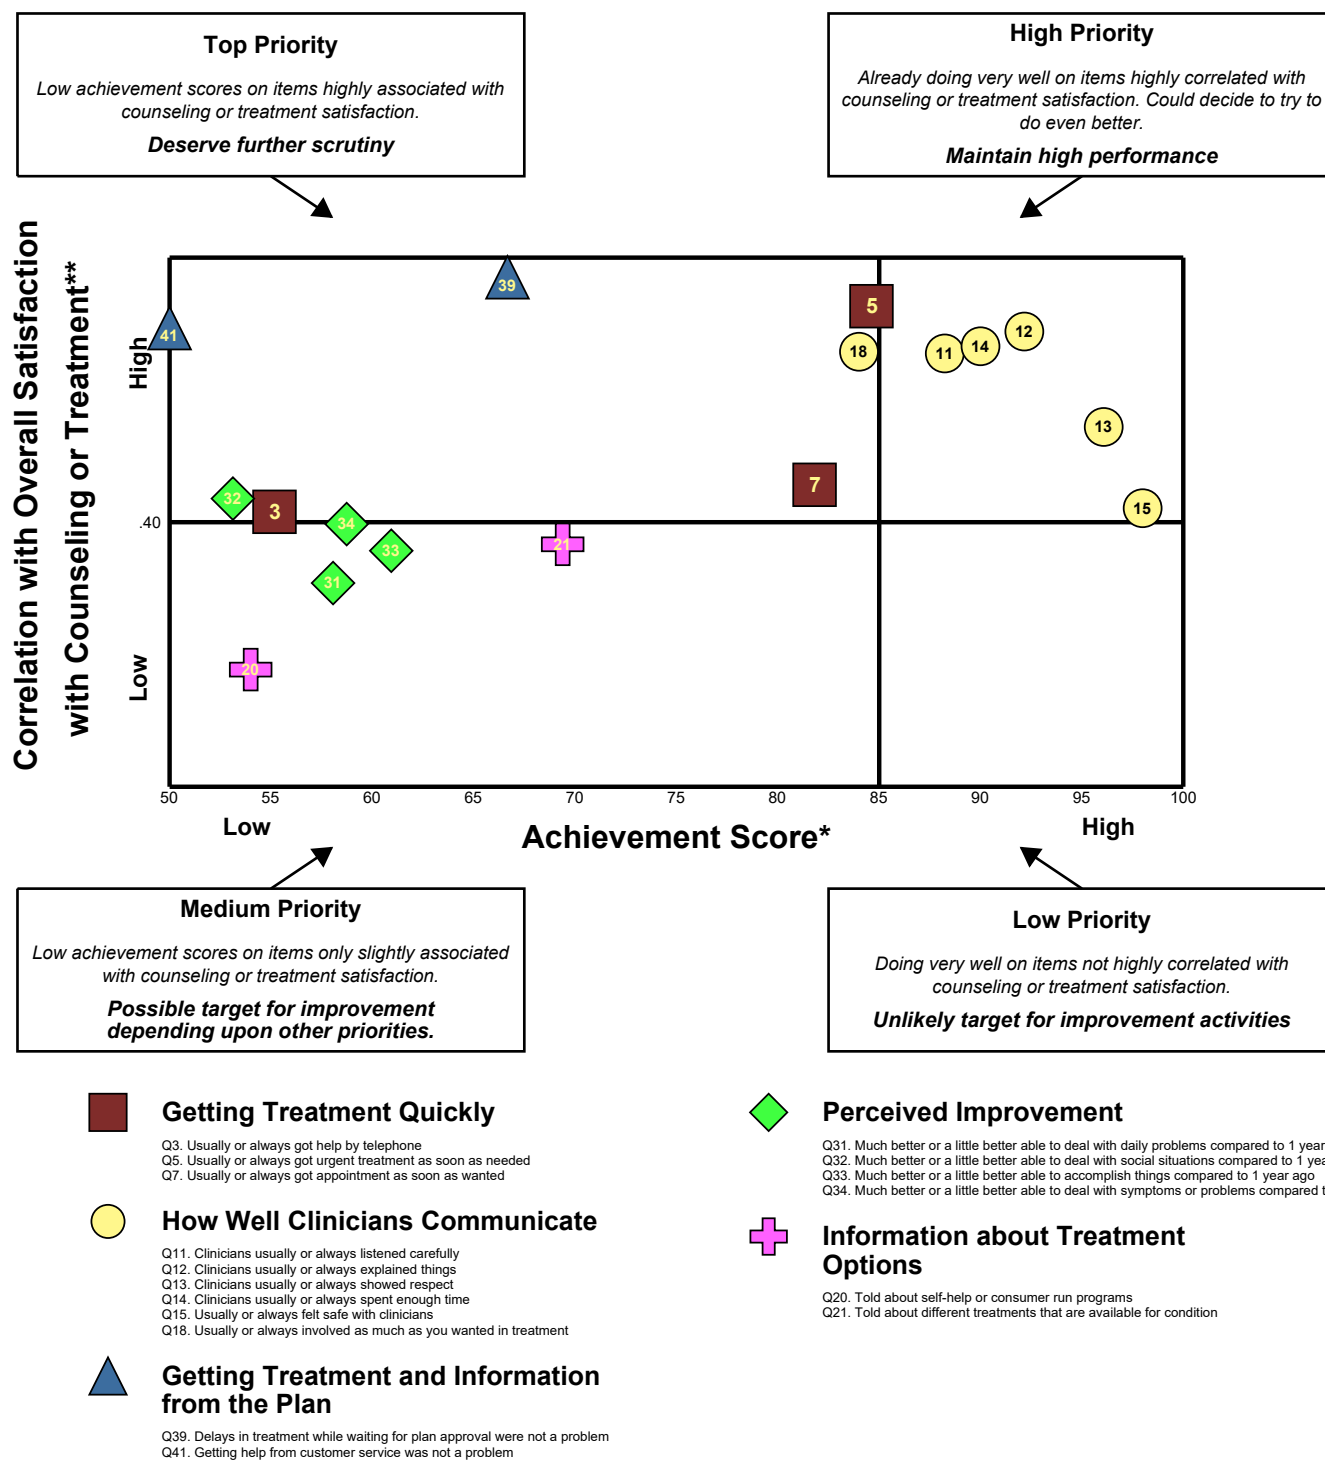 Top Priority
Low achievement scores on items highly associated with
counseling or treatment satisfaction.
Deserve further scrutiny
High Priority
Already doing very well on items highly correlated with
counseling or treatment satisfaction. Could decide to try to
do even better.
Maintain high performance
Correlation with Overall Satisfaction
with Counseling or Treatment**
High
.40
Low
39
41
5
18
11
14
12
13
15
7
32
3
34
33
31
21
20
50
55
60
65
70
75
80
85
90
95
100
Low
Achievement Score*
High
Medium Priority
Low achievement scores on items only slightly associated
with counseling or treatment satisfaction.
Possible target for improvement
depending upon other priorities.
Low Priority
Doing very well on items not highly correlated with
counseling or treatment satisfaction.
Unlikely target for improvement activities
Getting Treatment Quickly
Q3. Usually or always got help by telephone
Q5. Usually or always got urgent treatment as soon as needed
Q7. Usually or always got appointment as soon as wanted
How Well Clinicians Communicate
Q11. Clinicians usually or always listened carefully
Q12. Clinicians usually or always explained things
Q13. Clinicians usually or always showed respect
Q14. Clinicians usually or always spent enough time
Q15. Usually or always felt safe with clinicians
Q18. Usually or always involved as much as you wanted in treatment
Getting Treatment and Information
from the Plan
Q39. Delays in treatment while waiting for plan approval were not a problem
Q41. Getting help from customer service was not a problem
Perceived Improvement
Q31. Much better or a little better able to deal with daily problems compared to 1 year
Q32. Much better or a little better able to deal with social situations compared to 1
Q33. Much better or a little better able to accomplish things compared to 1 year ago
Q34. Much better or a little better able to deal with symptoms or problems compared
Information about Treatment
Options
Q20. Told about self-help or consumer run programs
Q21. Told about different treatments that are available for condition